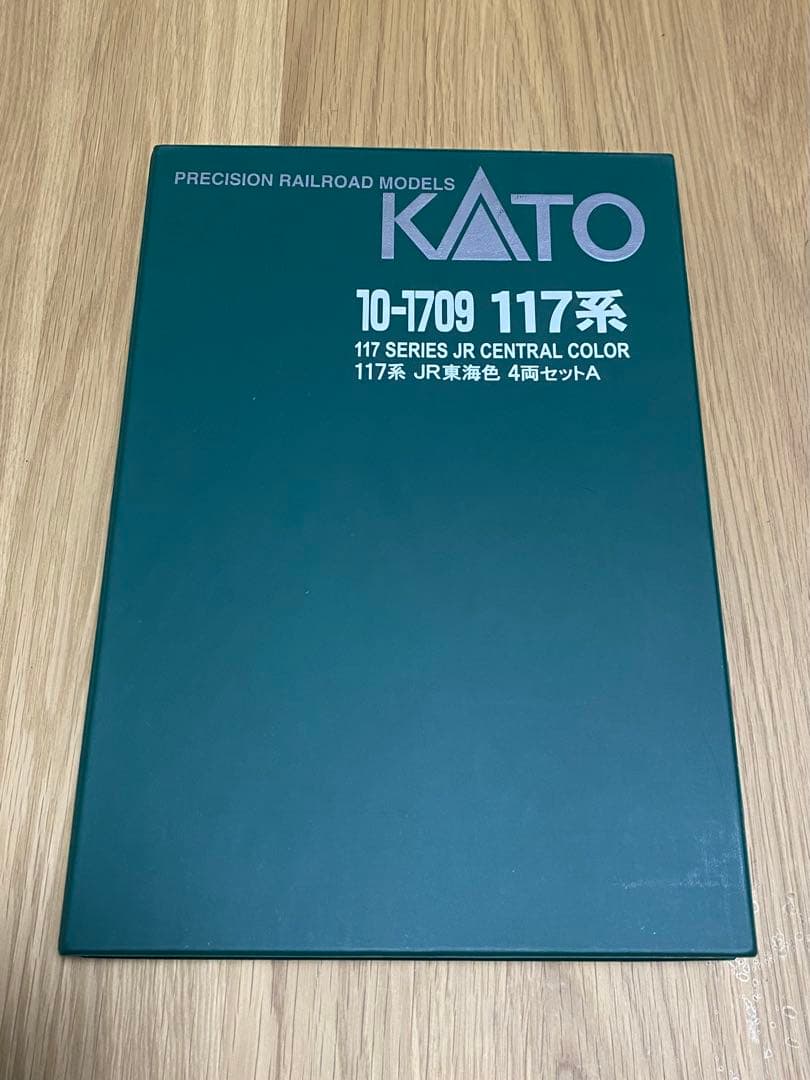 PRECISION RAILROAD MODELS
KATO
10-1709 117系
117 SERIES JR CENTRAL COLOR
117系 JR東海色 4両セットA